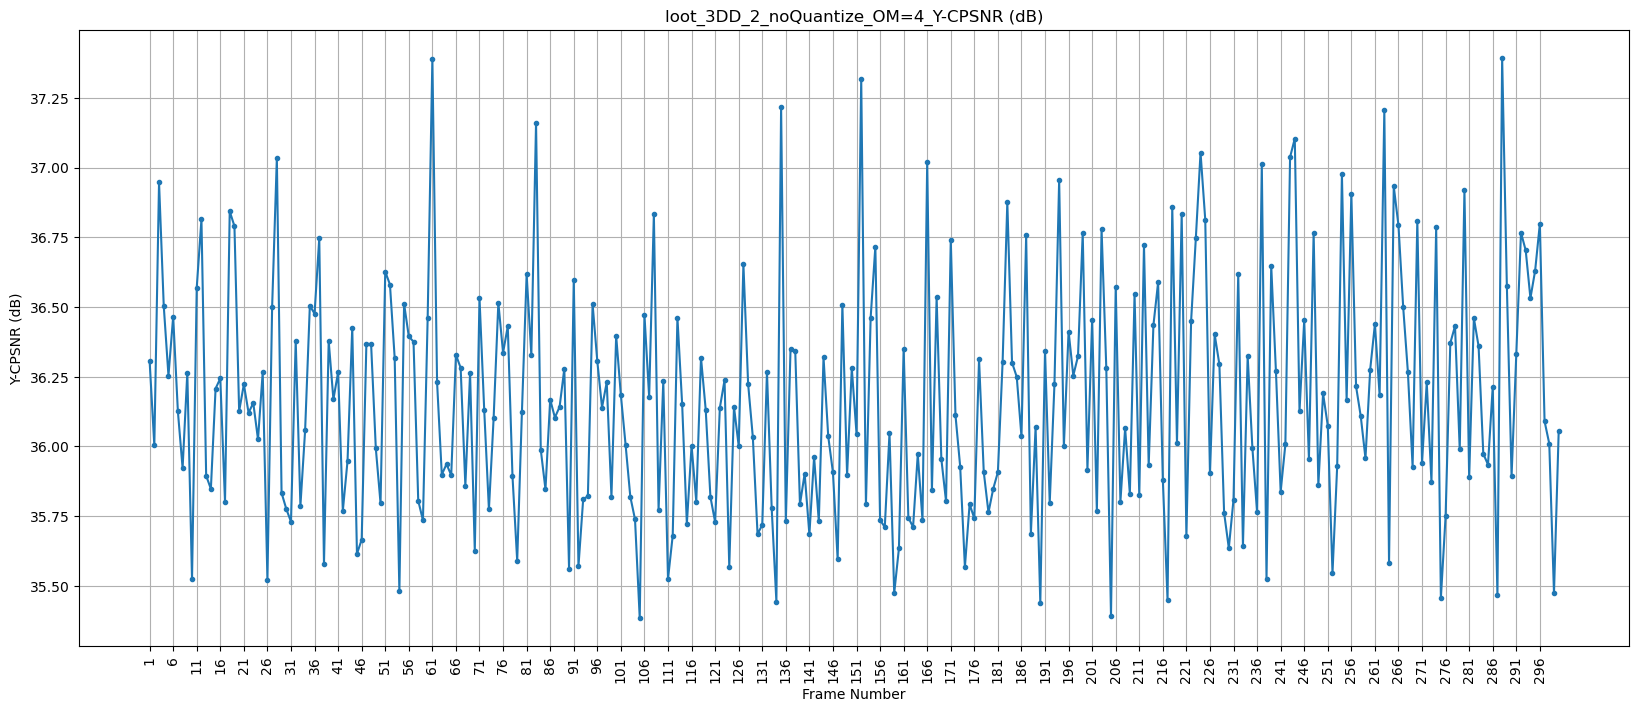 loot_3DD_2_noQuantize_OM=4_Y-CPSNR (dB)
Y-CPSNR (dB)
37.25
37.00
36.75
36.50
36.25
36.00
35.75
35.50
1 6 11 16 21 26 31 36 41 46 51 56 61 66 71 76 81 86 91 96 101 106 111 116 121 126 131 136 141 146 151 156 161 166 171 176 181 186 191 196 201 206 211 216 221 226 231 236 241 246 251 256 261 266 271 276 281 286 291 296
Frame Number